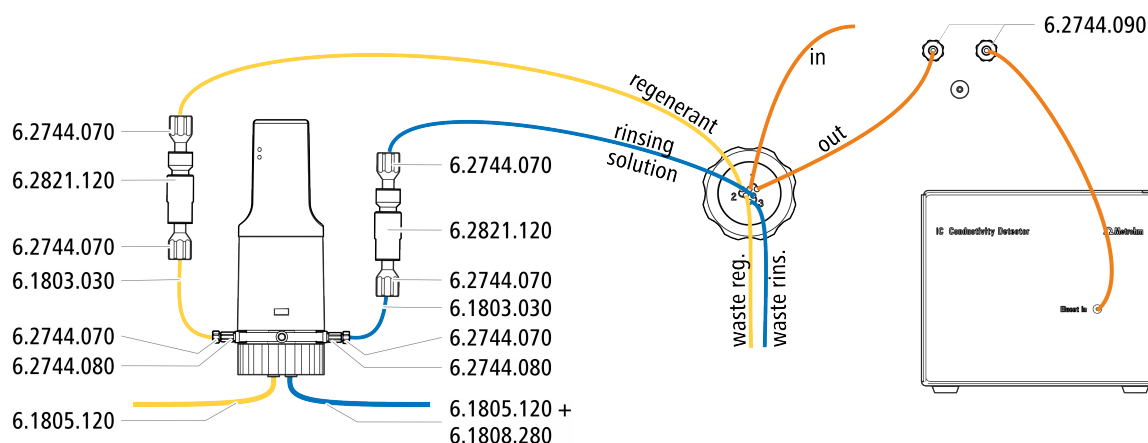 6.2744.070
6.2821.120
6.2744.070
6.1803.030
6.2744.070
6.2744.080
6.1805.120
6.2744.070
6.2821.120
6.2744.070
6.1803.030
6.2744.070
6.2744.080
6.1805.120 +
6.1808.280
regenerant
rinsing
solution
in
out
1
2
3
waste reg.
waste rins.
6.2744.090
IC Conductivity Detector
Metrohm
Eluent in